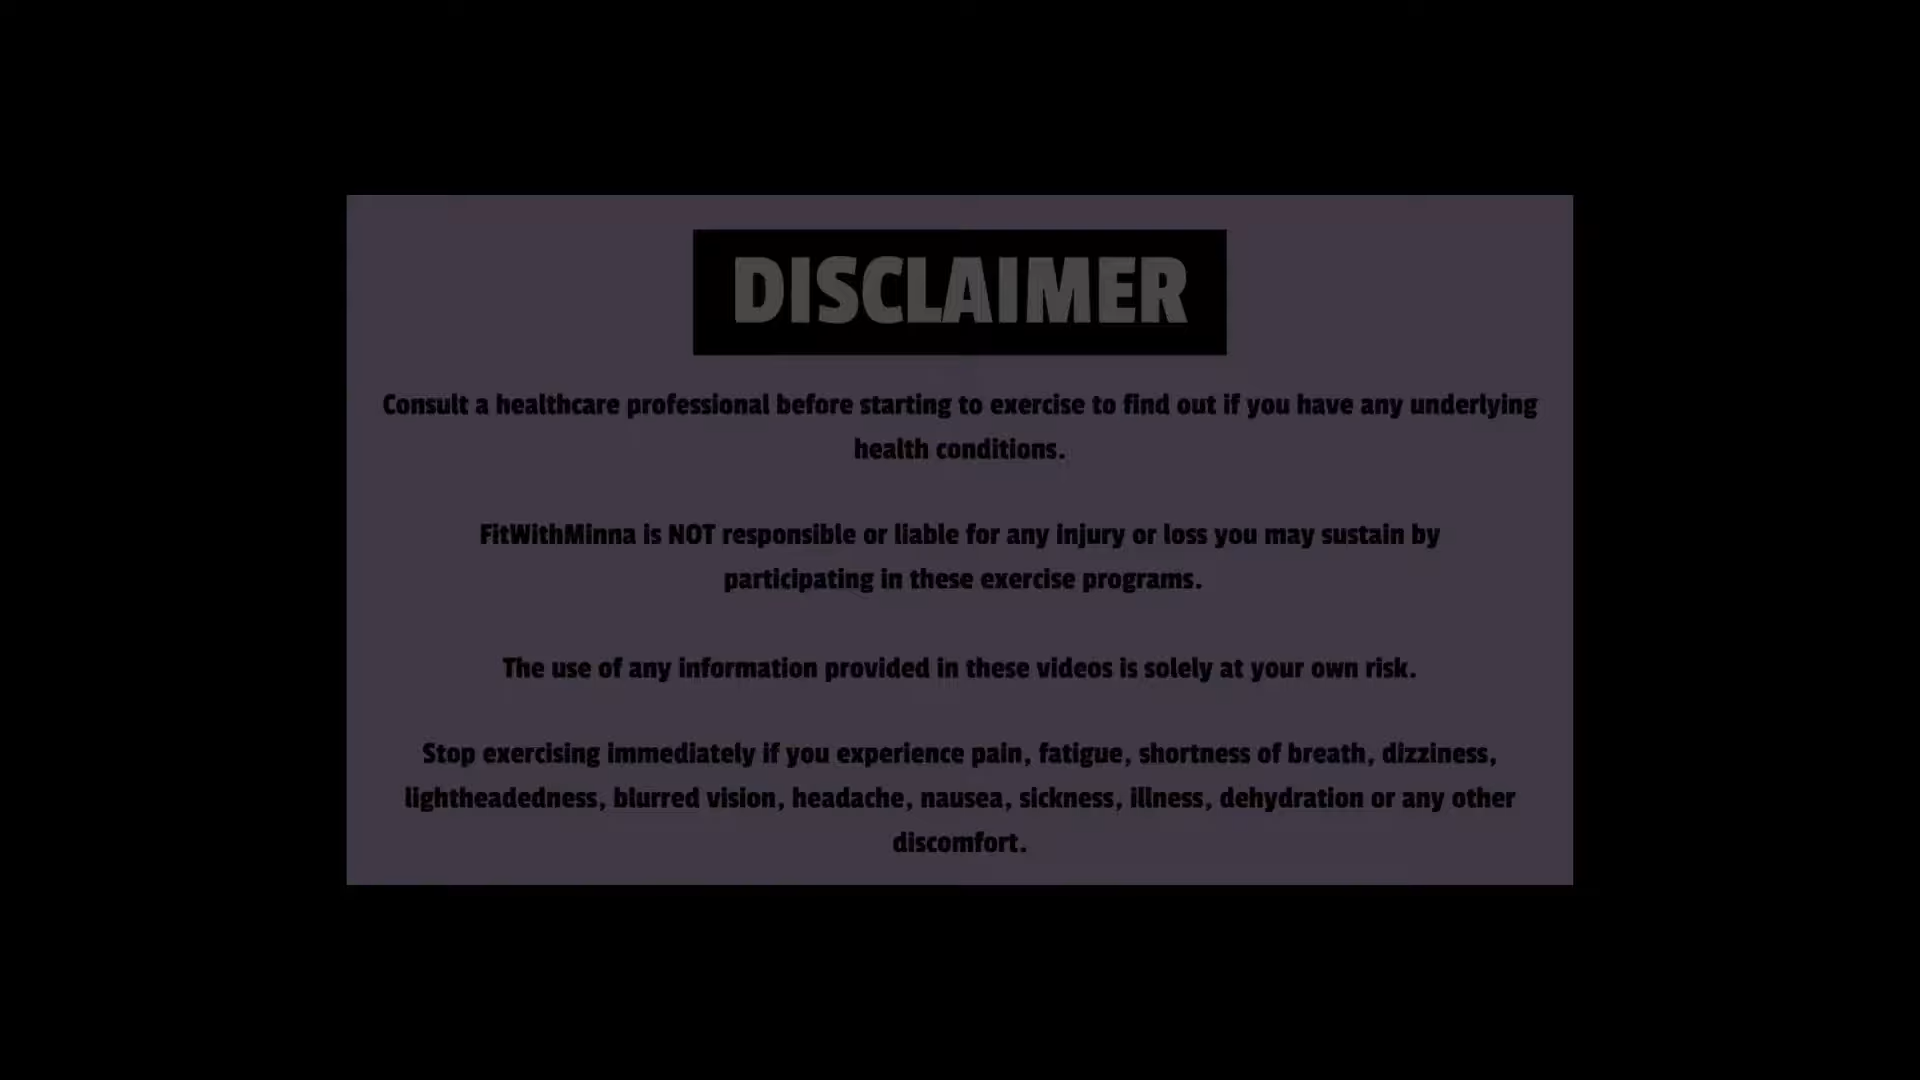 DISCLAIMER
Consult a healthcare professional before starting to exercise to find out if you have any underlying
health conditions.
FitWithMinna is NOT responsible or liable for any injury or loss you may sustain by
participating in these exercise programs.
The use of any information provided in these videos is solely at your own risk.
Stop exercising immediately if you experience pain, fatigue, shortness of breath, dizziness,
lightheadedness, blurred vision, headache, nausea, sickness, illness, dehydration or any other
discomfort.